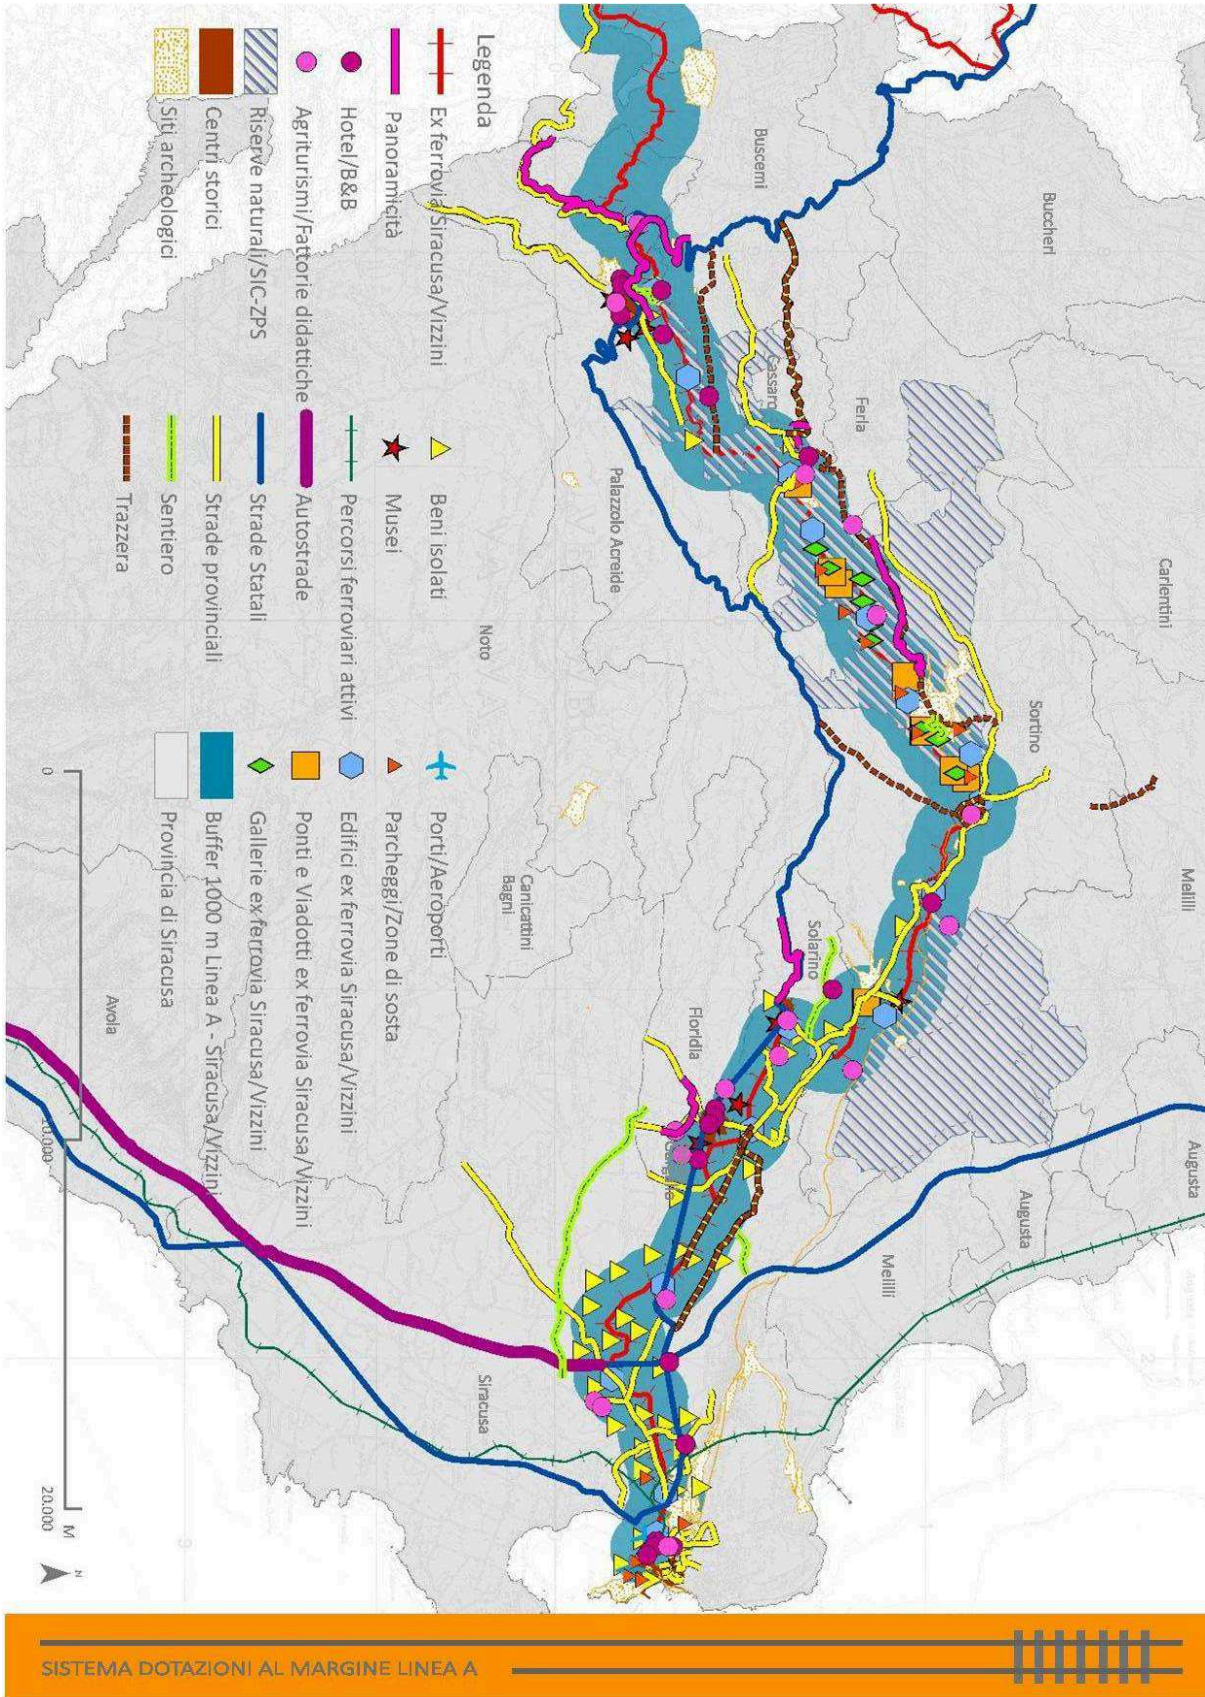 Buccheri
Buscemi
Cassaro
Ferla
Carlentini
Palazzolo Acreide
Sortino
Melilli
Noto
Canicattini
Bagni
Solarino
Floridia
Augusta
Augusta
Melilli
Siracusa
Avola
Legenda
Ex ferrovia Siracusa/Vizzini
Panoramicità
Hotel/B&B
Agriturismi/Fattorie didattiche
Riserve naturali/SIC-ZPS
Centri storici
Siti archeologici
Beni isolati
Musei
Percorsi ferroviari attivi
Autostrade
Strade Statali
Strade provinciali
Sentiero
Trazzera
Porti/Aeroporti
Parcheggi/Zone di sosta
Edifici ex ferrovia Siracusa/Vizzini
Ponti e Viadotti ex ferrovia Siracusa/Vizzini
Gallerie ex ferrovia Siracusa/Vizzini
Buffer 1000 m Linea A - Siracusa/Vizzini
Provincia di Siracusa
0
10.000
20.000
M
N
SISTEMA DOTAZIONI AL MARGINE LINEA A